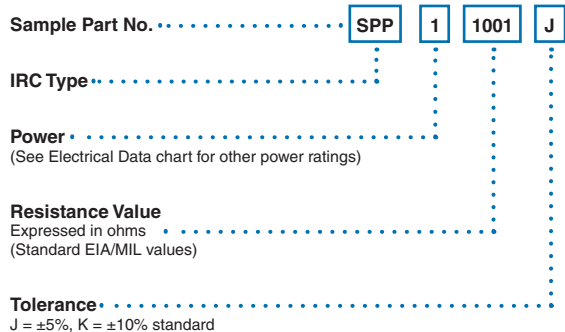 Sample Part No. SPP 1 1001 J
IRC Type
Power
(See Electrical Data chart for other power ratings)
Resistance Value
Expressed in ohms
(Standard EIA/MIL values)
Tolerance
J = ±5%, K = ±10% standard